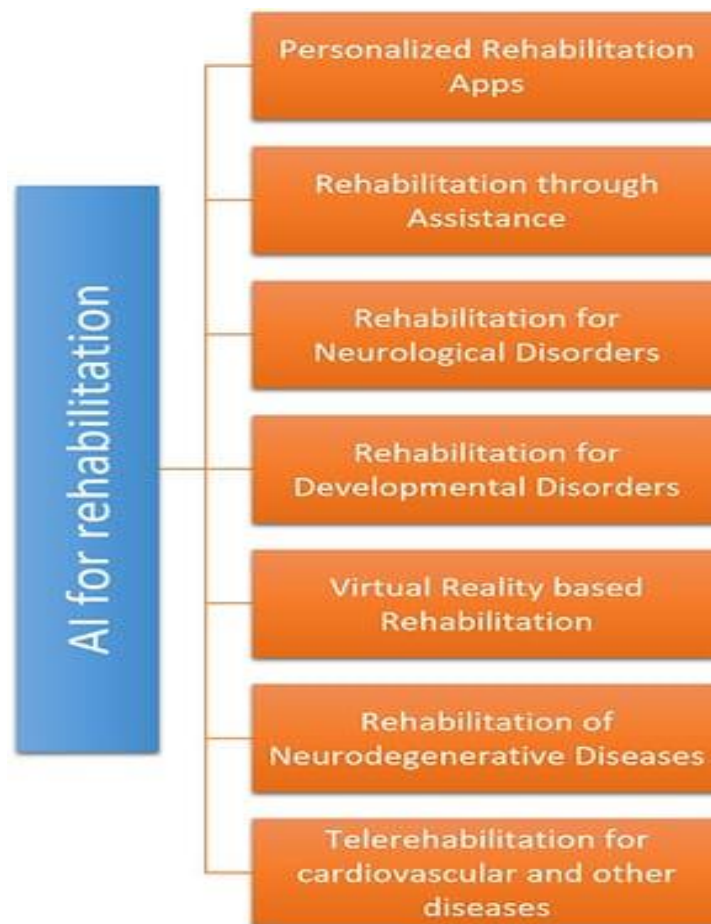 AI for rehabilitation
Personalized Rehabilitation
Apps
Rehabilitation through
Assistance
Rehabilitation for
Neurological Disorders
Rehabilitation for
Developmental Disorders
Virtual Reality based
Rehabilitation
Rehabilitation of
Neurodegenerative Diseases
Telerehabilitation for
cardiovascular and other
diseases